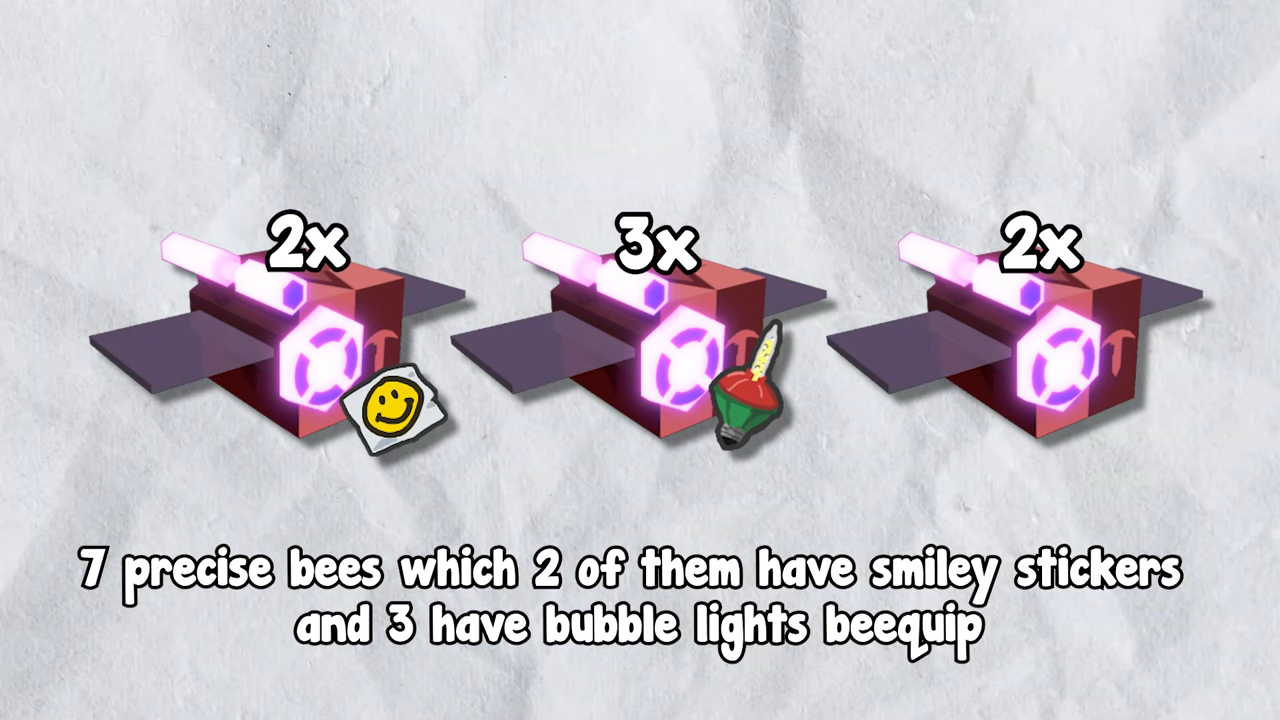 2x
3x
2x
7 precise bees which 2 of them have smiley stickers
and 3 have bubble lights beequip